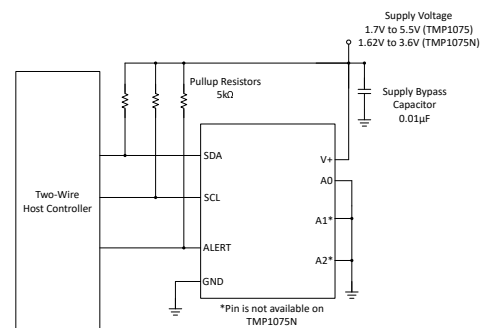 Supply Voltage
1.7V to 5.5V (TMP1075)
1.62V to 3.6V (TMP1075N)
Pullup Resistors
5kΩ
Supply Bypass
Capacitor
0.01µF
Two-Wire
Host Controller
SDA
SCL
ALERT
GND
V+
A0
A1*
A2*
*Pin is not available on
TMP1075N